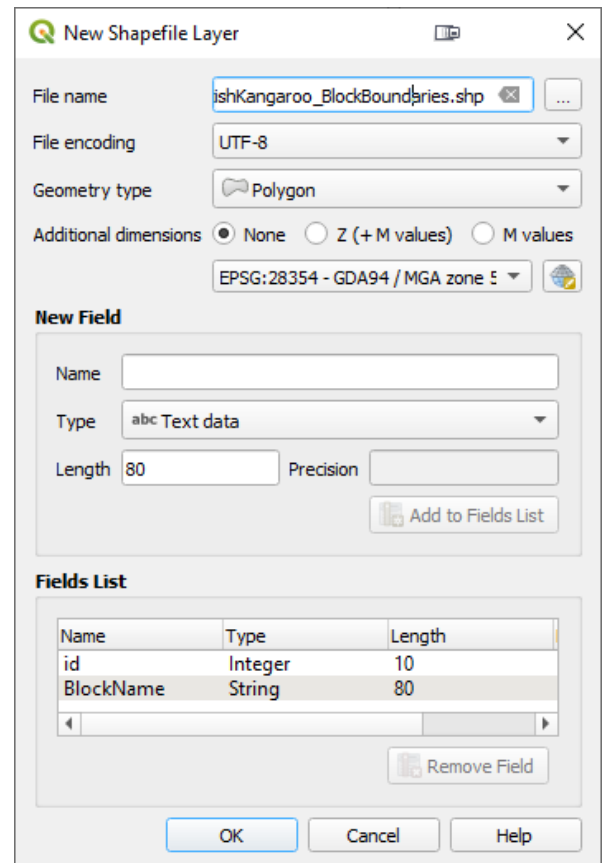 New Shapefile Layer
File name ishKangaroo_BlockBoundaries.shp ...
File encoding UTF-8
Geometry type Polygon
Additional dimensions None Z (+ M values) M values
EPSG:28354 - GDA94 / MGA zone 5
New Field
Name
Type abc Text data
Length 80 Precision
Add to Fields List
Fields List
Name Type Length
id Integer 10
BlockName String 80
Remove Field
OK Cancel Help